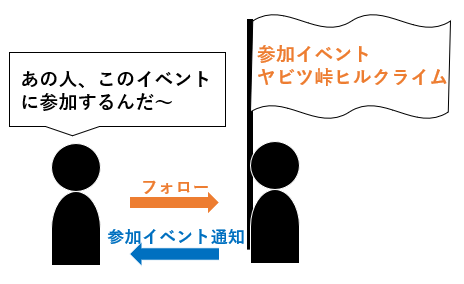 参加イベント
ヤビツ峠ヒルクライム
あの人、このイベント
に参加するんだ～
フォロー
参加イベント通知